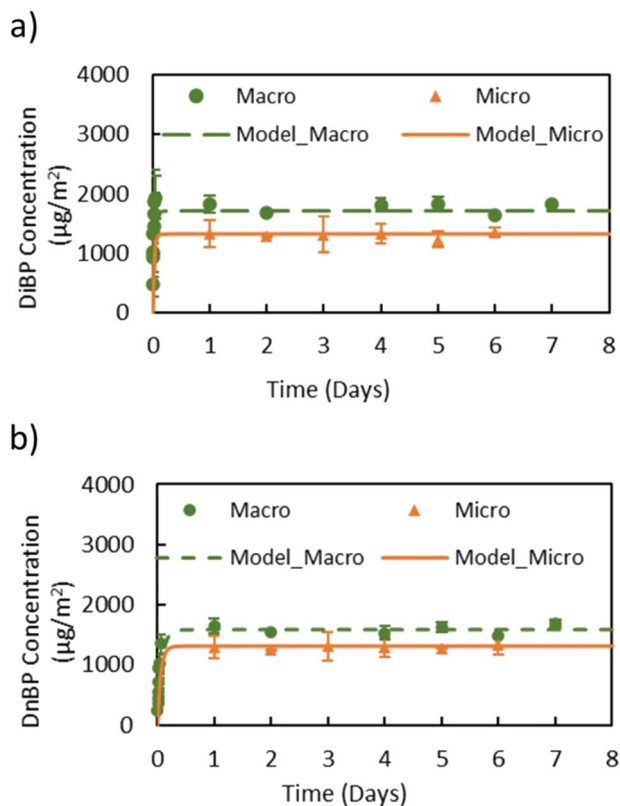 a)
4000
3000
2000
1000
0
DiBP Concentration
(µg/m²)
Macro Micro
Model_Macro Model_Micro
0 1 2 3 4 5 6 7 8
Time (Days)
b)
4000
3000
2000
1000
0
DnBP Concentration
(µg/m²)
Macro Micro
Model_Macro Model_Micro
0 1 2 3 4 5 6 7 8
Time (Days)